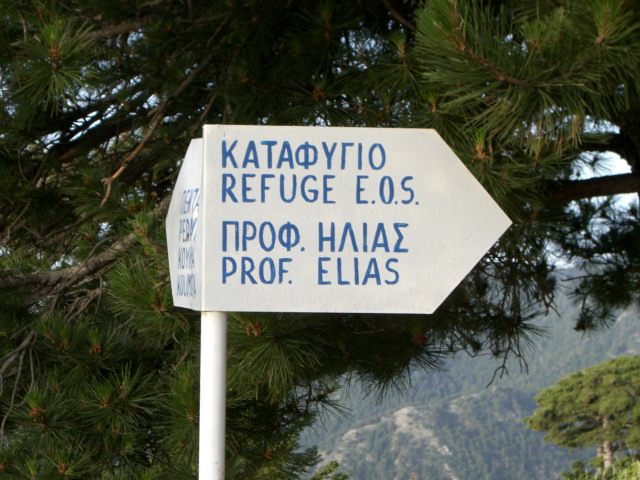 ΚΑΤΑΦΥΓΙΟ
REFUGE E.O.S.
ΠΡΟΦ. ΗΛΙΑΣ
PROF. ELIAS